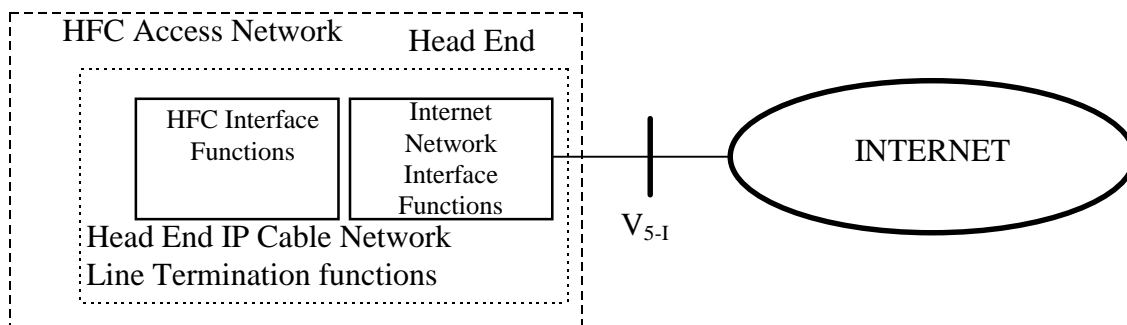 HFC Access Network
Head End
HFC Interface
Functions
Internet
Network
Interface
Functions
Head End IP Cable Network
Line Termination functions
V5-I
INTERNET